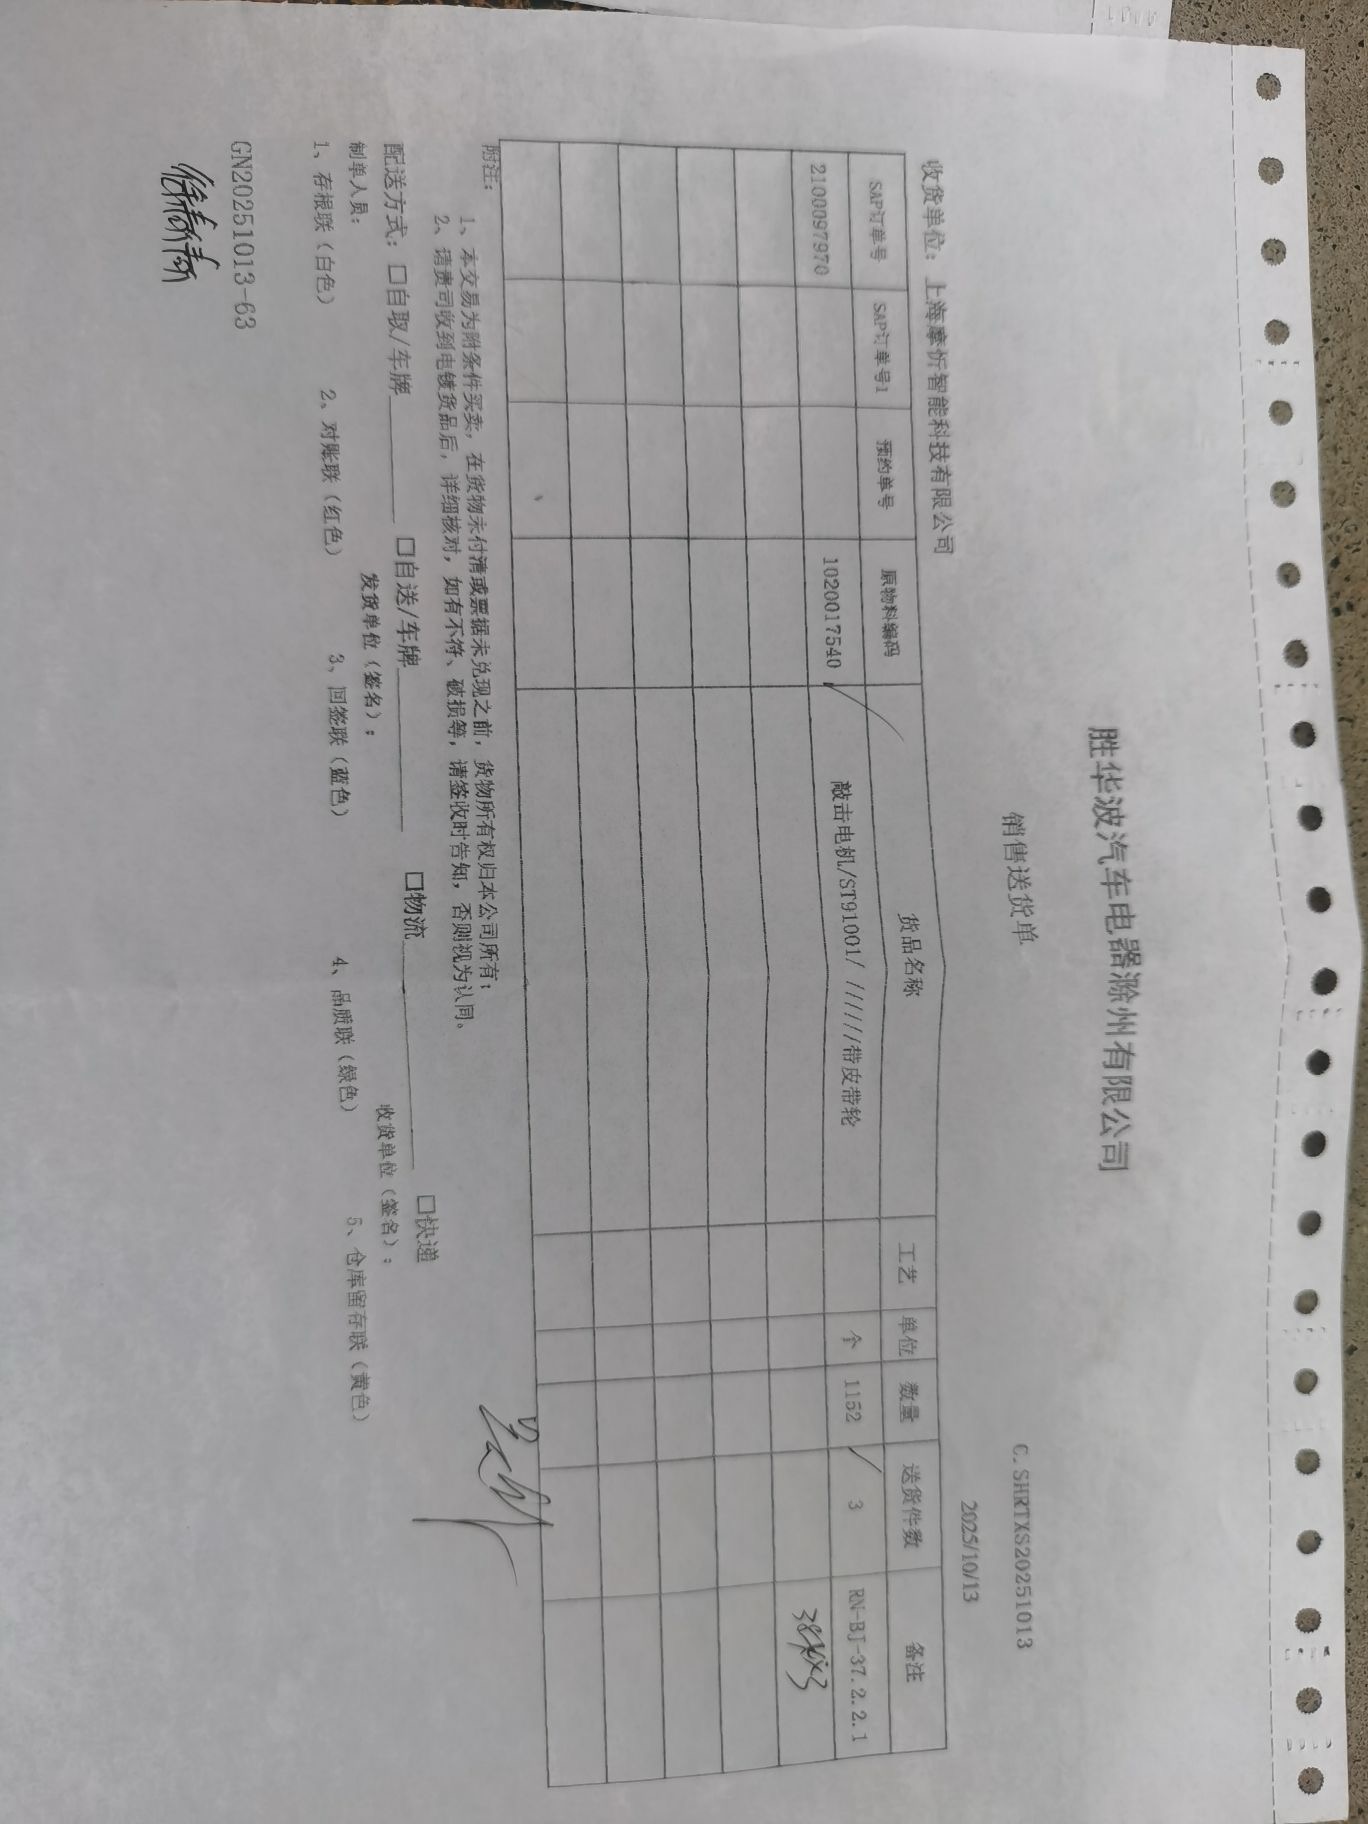 胜华波汽车电器滁州有限公司
销售送货单
C.SHRTXS20251013
收货单位：上海摩忻智能科技有限公司
2025/10/13
SAP订单号 SAP订单号1 预约单号 原物料编码 货品名称 工艺 单位 数量 送货件数 备注
2100097970 1020017540 敲击电机/ST91001/ //////带皮带轮 个 1152 3 RN-BJ-37.2.2.1
附注：
1、本交易为附条件买卖，在货物未付清或票据未兑现之前，货物所有权归本公司所有；
2、请贵司收到电镀货品后，详细核对，如有不符、破损等，请签收时告知，否则视为认同。
配送方式：□自取/车牌 □自送/车牌 □物流 □快递
制单人员： 发货单位（签名）： 收货单位（签名）：
1、存根联（白色） 2、对账联（红色） 3、回签联（蓝色） 4、品质联（绿色） 5、仓库留存联（黄色）
GN20251013-63